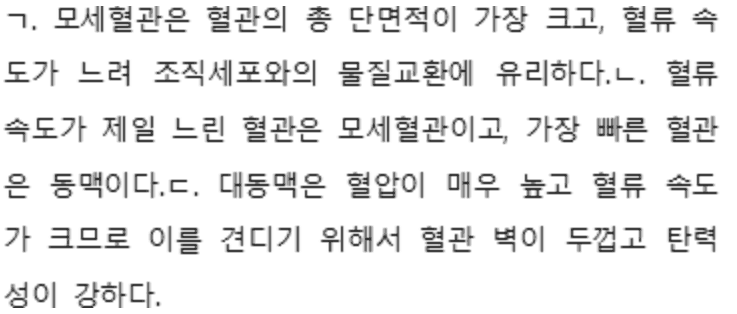 ㄱ. 모세혈관은 혈관의 총 단면적이 가장 크고, 혈류 속
도가 느려 조직세포와의 물질교환에 유리하다.ㄴ. 혈류
속도가 제일 느린 혈관은 모세혈관이고, 가장 빠른 혈관
은 동맥이다.ㄷ. 대동맥은 혈압이 매우 높고 혈류 속도
가 크므로 이를 견디기 위해서 혈관 벽이 두껍고 탄력
성이 강하다.